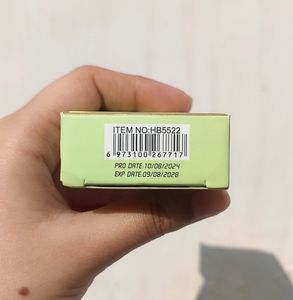 ITEM NO:HB5522
6 973100 267717
PRO DATE:10/08/2024
EXP DATE:09/08/2028